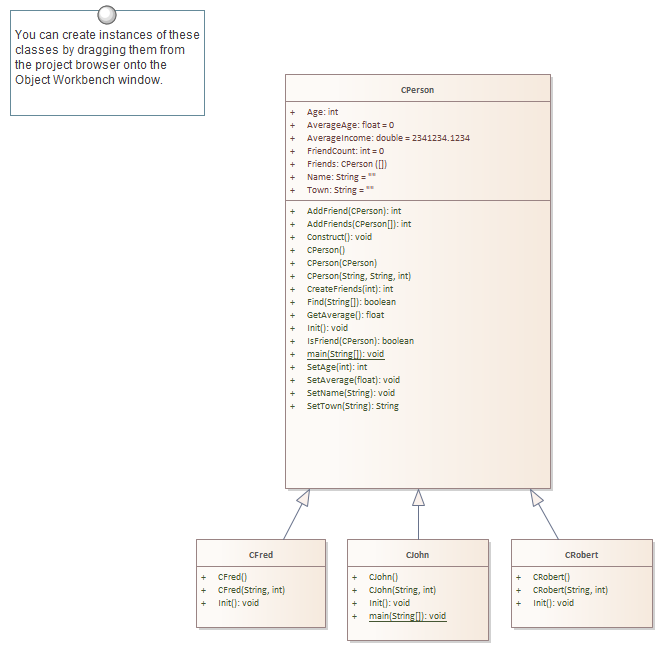 You can create instances of these
classes by dragging them from
the project browser onto the
Object Workbench window.
CPerson
+ Age: int
+ AverageAge: float = 0
+ AverageIncome: double = 2341234.1234
+ FriendCount: int = 0
+ Friends: CPerson ([])
+ Name: String = ""
+ Town: String = ""
+ AddFriend(CPerson): int
+ AddFriends(CPerson[]): int
+ Construct(): void
+ CPerson()
+ CPerson(CPerson)
+ CPerson(String, String, int)
+ CreateFriends(int): int
+ Find(String[]): boolean
+ GetAverage(): float
+ Init(): void
+ IsFriend(CPerson): boolean
+ main(String[]): void
+ SetAge(int): int
+ SetAverage(float): void
+ SetName(String): void
+ SetTown(String): String
CFred
+ CFred()
+ CFred(String, int)
+ Init(): void
CJohn
+ CJohn()
+ CJohn(String, int)
+ Init(): void
+ main(String[]): void
CRobert
+ CRobert()
+ CRobert(String, int)
+ Init(): void